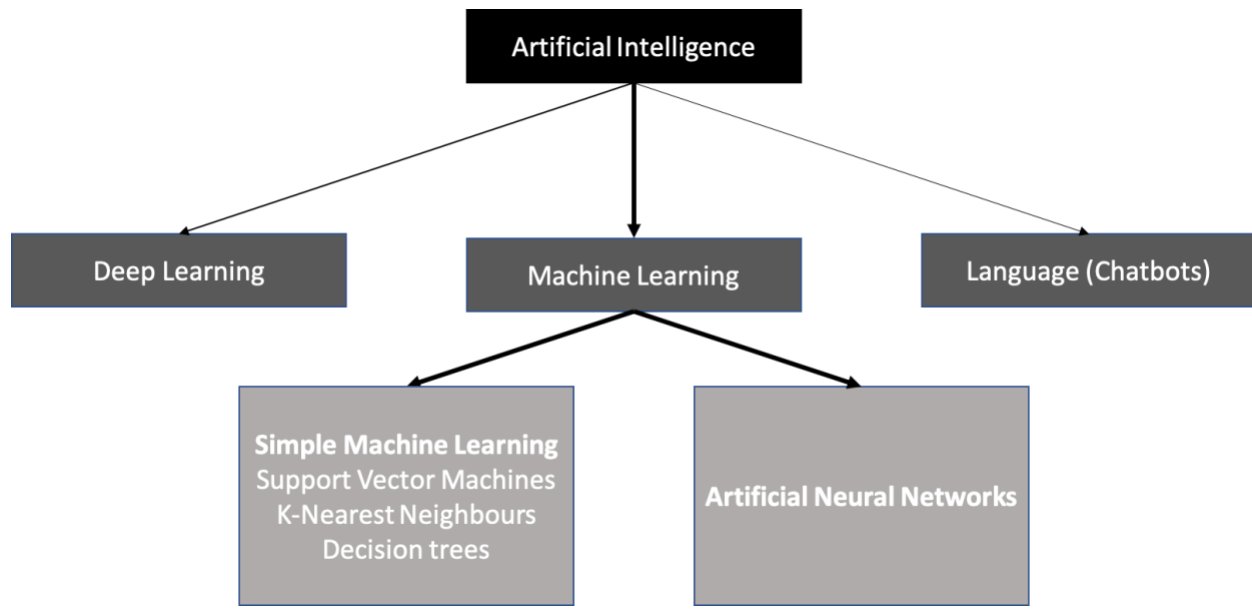 Artificial Intelligence
Deep Learning
Machine Learning
Language (Chatbots)
Simple Machine Learning
Support Vector Machines
K-Nearest Neighbours
Decision trees
Artificial Neural Networks